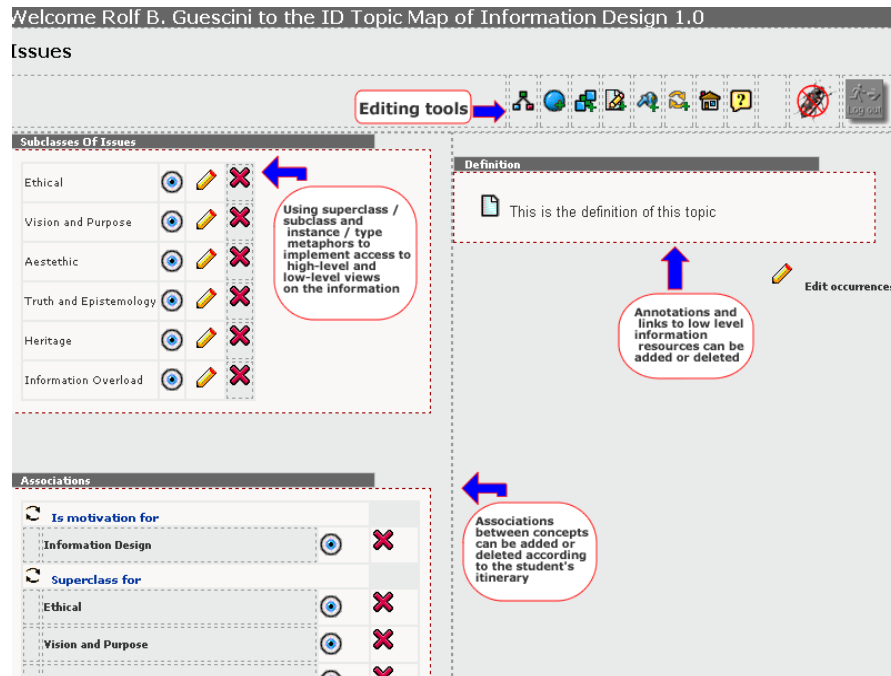 Welcome Rolf B. Guescini to the ID Topic Map of Information Design 1.0
Issues
Editing tools
Log out
Subclasses Of Issues
Ethical
Vision and Purpose
Aestethic
Truth and Epistemology
Heritage
Information Overload
Using superclass /
subclass and
instance / type
metaphors to
implement access to
high-level and
low-level views
on the information
Definition
This is the definition of this topic
Edit occurrences
Annotations and
links to low level
information
resources can be
added or deleted
Associations
Is motivation for
Information Design
Superclass for
Ethical
Vision and Purpose
Associations
between concepts
can be added or
deleted according
to the student's
itinerary